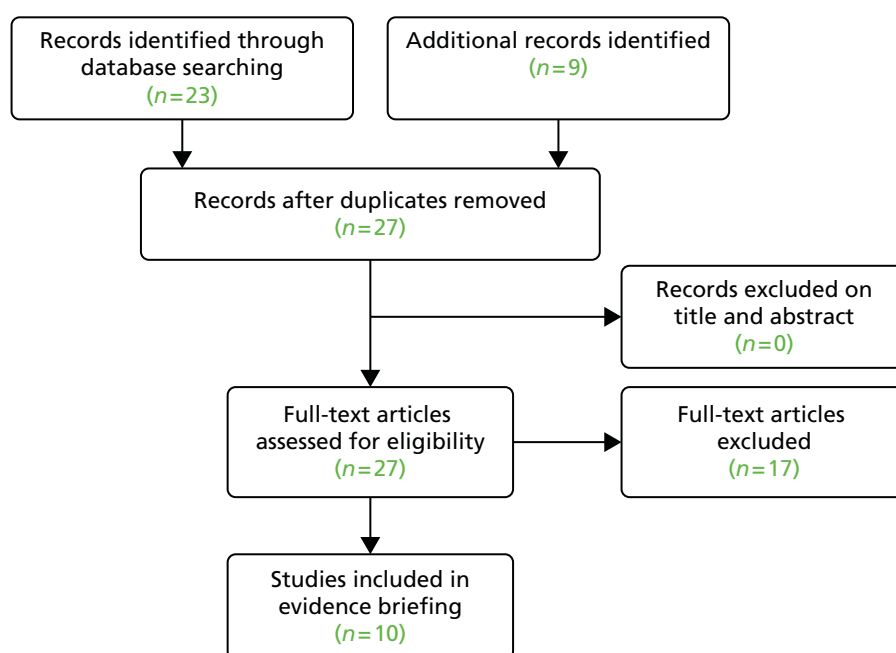 Records identified through
database searching
(n=23)
Additional records identified
(n=9)
Records after duplicates removed
(n=27)
Records excluded on
title and abstract
(n=0)
Full-text articles
assessed for eligibility
(n=27)
Full-text articles
excluded
(n=17)
Studies included in
evidence briefing
(n=10)